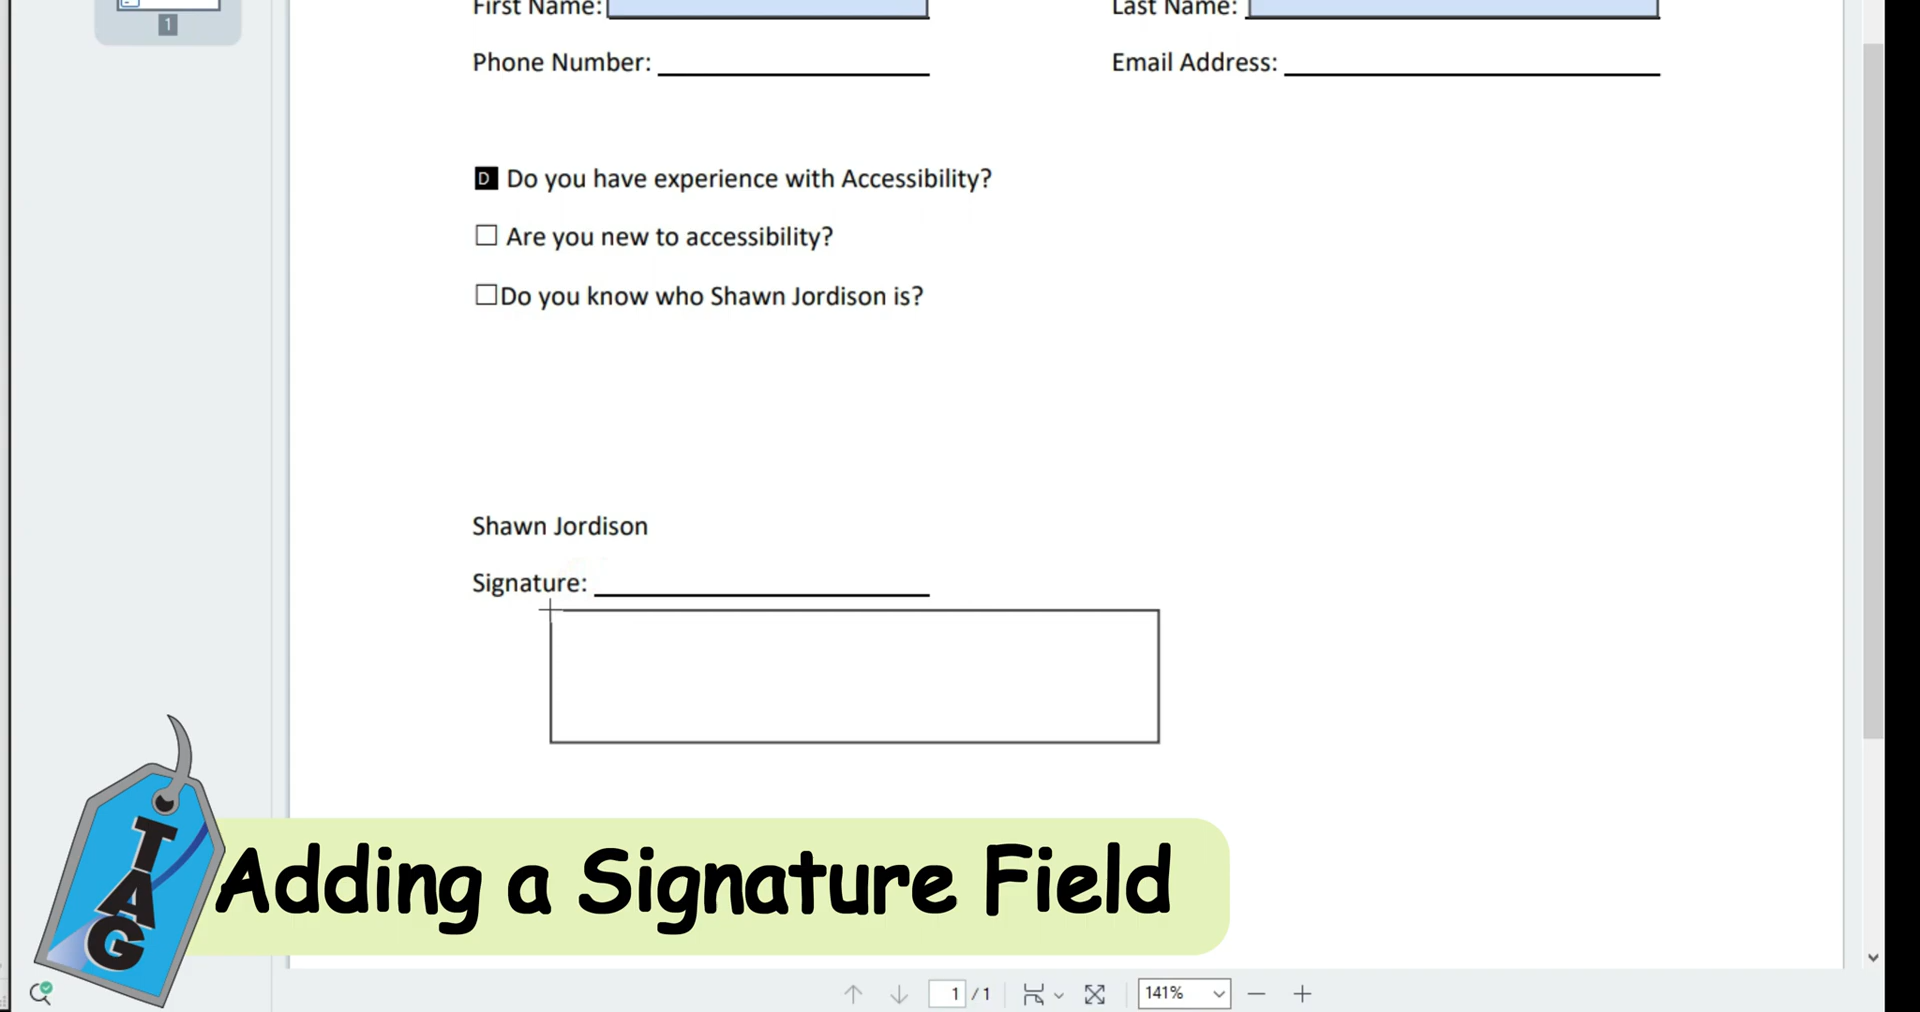 1
First Name:
Last Name:
Phone Number:
Email Address:
D Do you have experience with Accessibility?
Are you new to accessibility?
Do you know who Shawn Jordison is?
Shawn Jordison
Signature:
TAG
Adding a Signature Field
1 / 1
141%